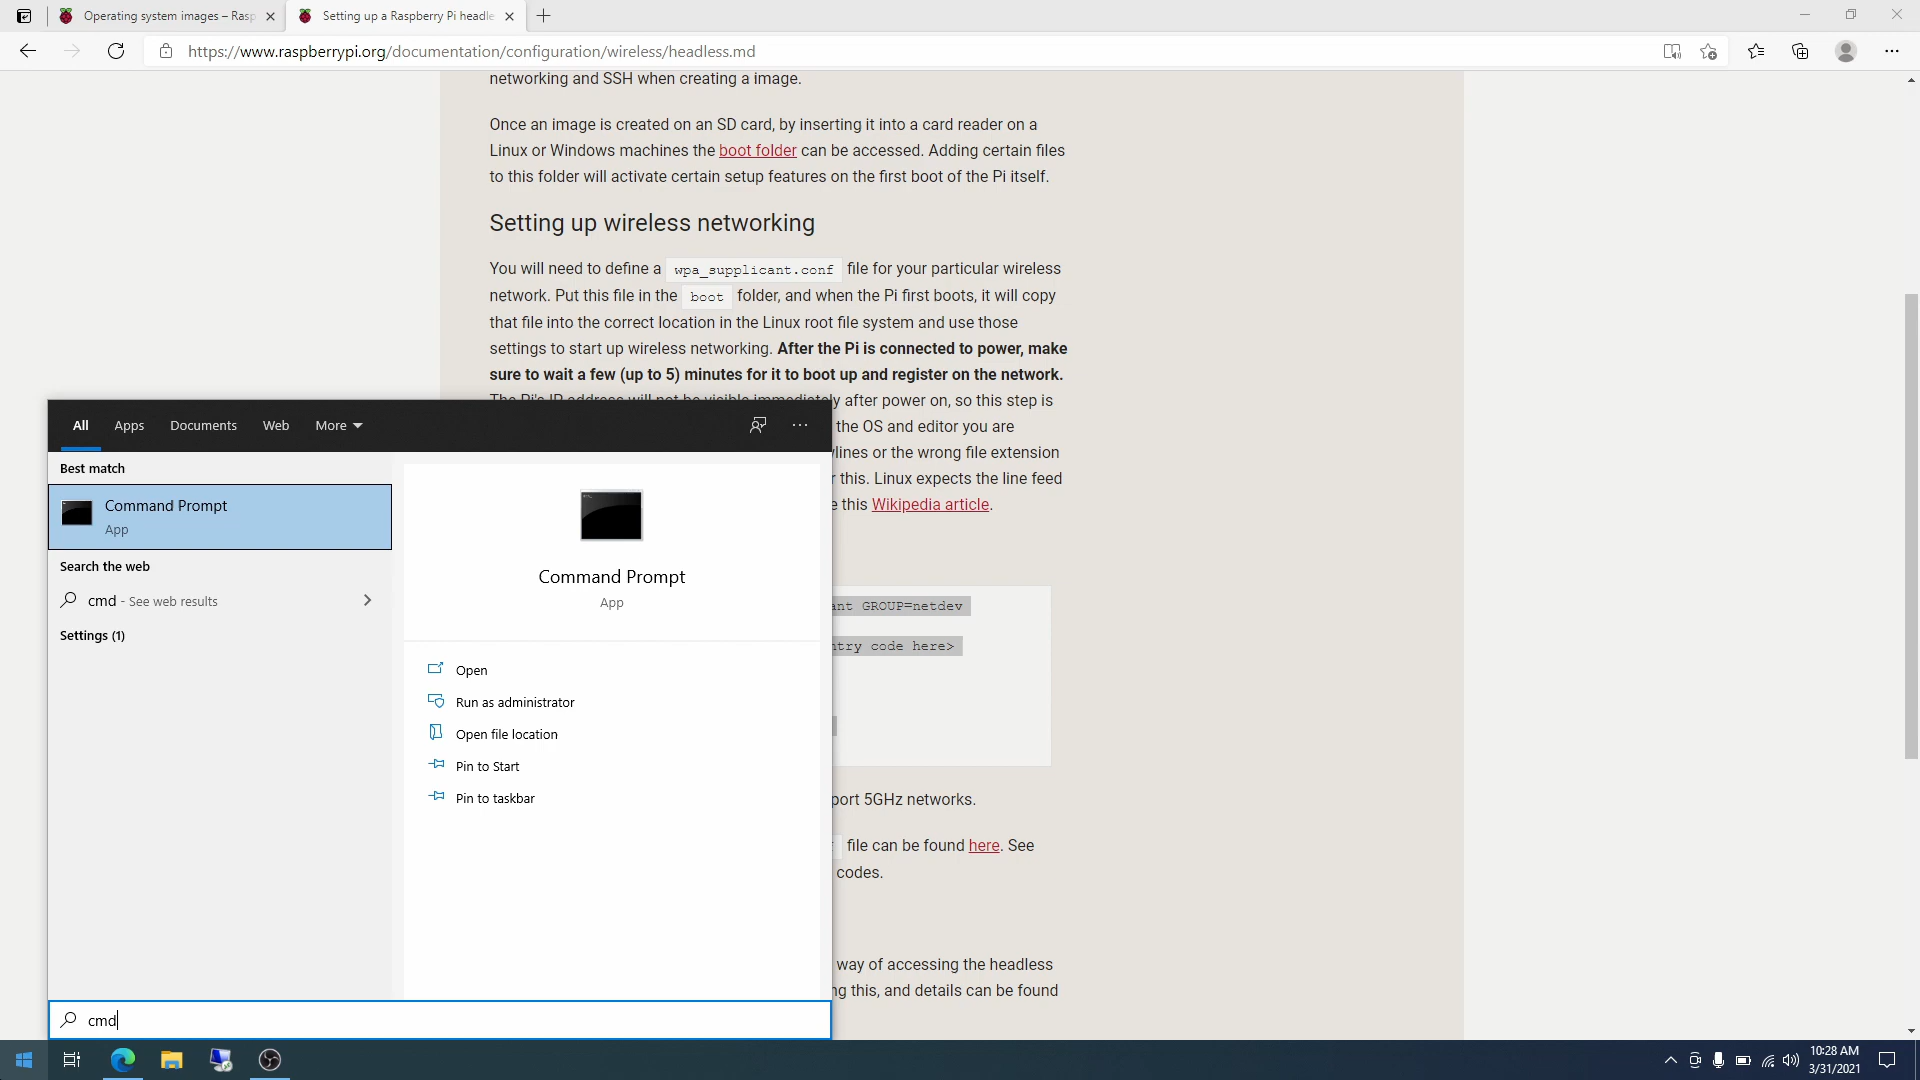 Operating system images – Rasp
Setting up a Raspberry Pi headle
https://www.raspberrypi.org/documentation/configuration/wireless/headless.md
networking and SSH when creating a image.
Once an image is created on an SD card, by inserting it into a card reader on a
Linux or Windows machines the boot folder can be accessed. Adding certain files
to this folder will activate certain setup features on the first boot of the Pi itself.
Setting up wireless networking
You will need to define a wpa_supplicant.conf file for your particular wireless
network. Put this file in the boot folder, and when the Pi first boots, it will copy
that file into the correct location in the Linux root file system and use those
settings to start up wireless networking. After the Pi is connected to power, make
sure to wait a few (up to 5) minutes for it to boot up and register on the network.
The Pi's IP address will not be visible immediately after power on, so this step is
the OS and editor you are
lines or the wrong file extension
this. Linux expects the line feed
this Wikipedia article.
GROUP=netdev
code here>
5GHz networks.
file can be found here. See
codes.
way of accessing the headless
this, and details can be found
All
Apps
Documents
Web
More
Best match
Command Prompt
App
Search the web
cmd - See web results
Settings (1)
Command Prompt
App
Open
Run as administrator
Open file location
Pin to Start
Pin to taskbar
cmd
10:28 AM
3/31/2021